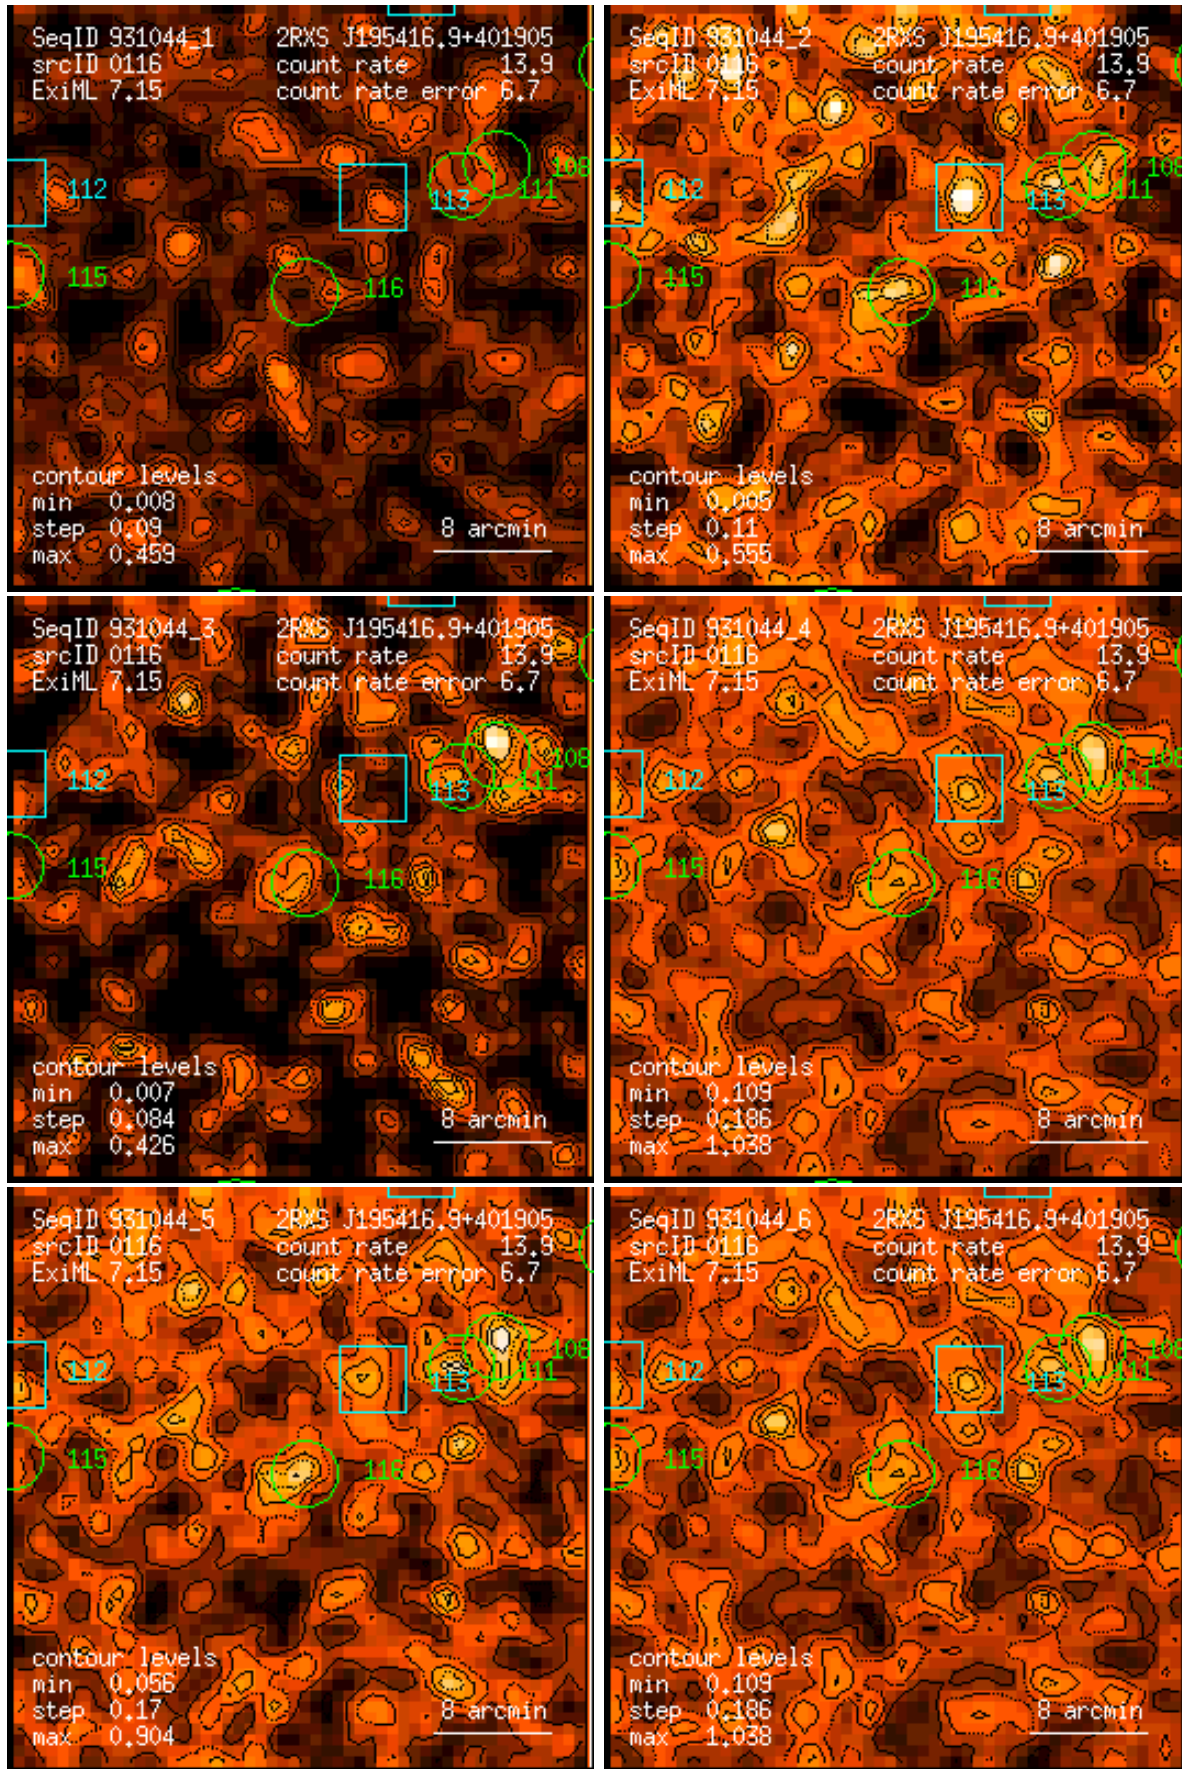 SeqID 931044_1 2RXS J195416.9+401905
srcID 0116 count rate 13.9
ExiML 7.15 count rate error 6.7
108
112 113 111
115 116
contour levels
min 0.008
step 0.09 8 arcmin
max 0.459
SeqID 931044_2 2RXS J195416.9+401905
srcID 0116 count rate 13.9
ExiML 7.15 count rate error 6.7
108
112 113 111
115 116
contour levels
min 0.005
step 0.11 8 arcmin
max 0.555
SeqID 931044_3 2RXS J195416.9+401905
srcID 0116 count rate 13.9
ExiML 7.15 count rate error 6.7
108
112 113 111
115 116
contour levels
min 0.007
step 0.084 8 arcmin
max 0.426
SeqID 931044_4 2RXS J195416.9+401905
srcID 0116 count rate 13.9
ExiML 7.15 count rate error 6.7
108
112 113 111
115 116
contour levels
min 0.109
step 0.186 8 arcmin
max 1.038
SeqID 931044_5 2RXS J195416.9+401905
srcID 0116 count rate 13.9
ExiML 7.15 count rate error 6.7
108
112 113 111
115 116
contour levels
min 0.056
step 0.17 8 arcmin
max 0.904
SeqID 931044_6 2RXS J195416.9+401905
srcID 0116 count rate 13.9
ExiML 7.15 count rate error 6.7
108
112 113 111
115 116
contour levels
min 0.109
step 0.186 8 arcmin
max 1.038